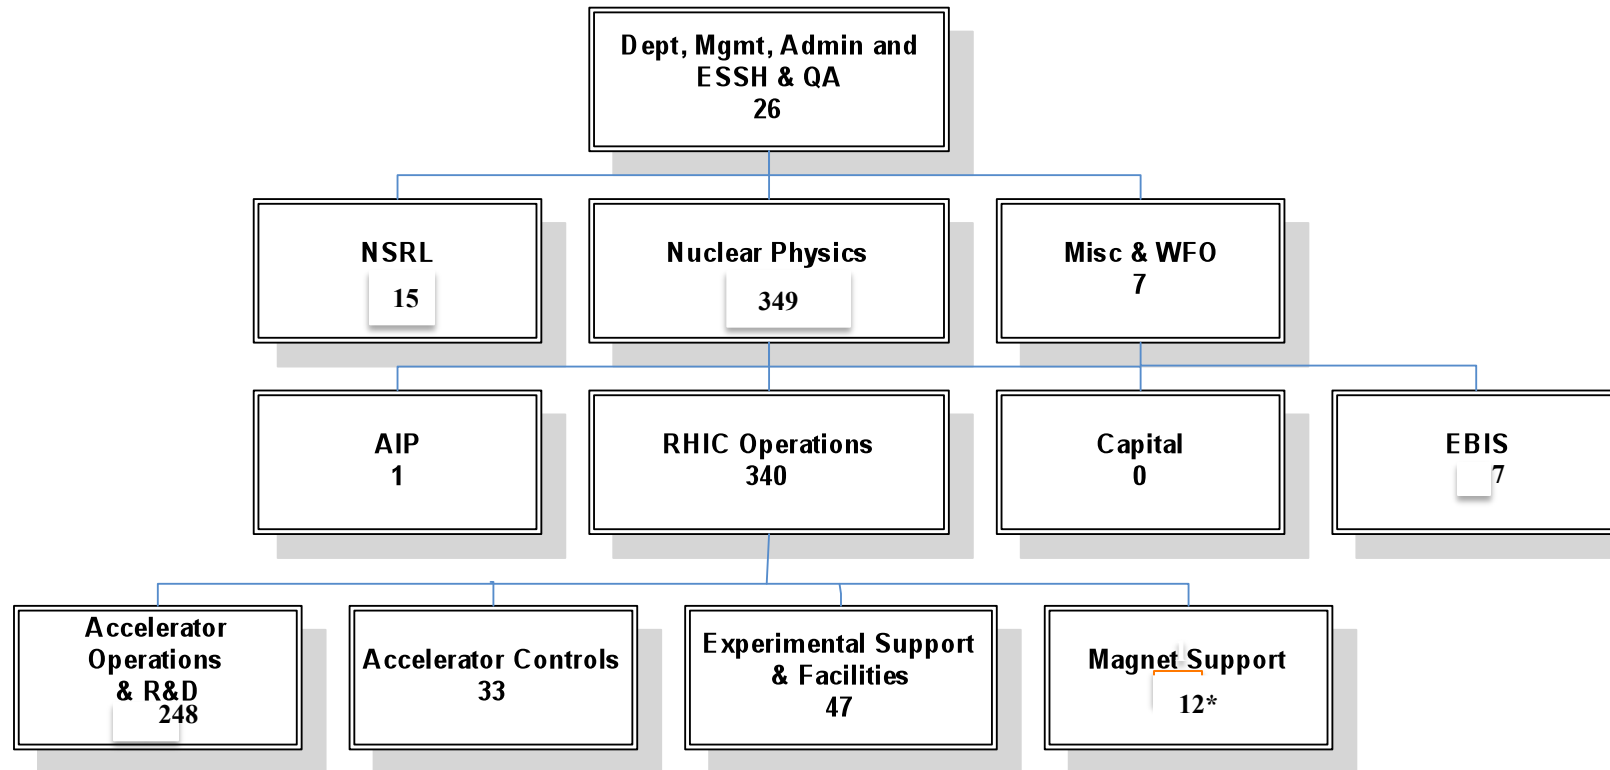 Dept, Mgmt, Admin and
ESSH & QA
26
NSRL
15
Nuclear Physics
349
Misc & WFO
7
AIP
1
RHIC Operations
340
Capital
0
EBIS
7
Accelerator
Operations
& R&D
248
Accelerator Controls
33
Experimental Support
& Facilities
47
Magnet Support
12*